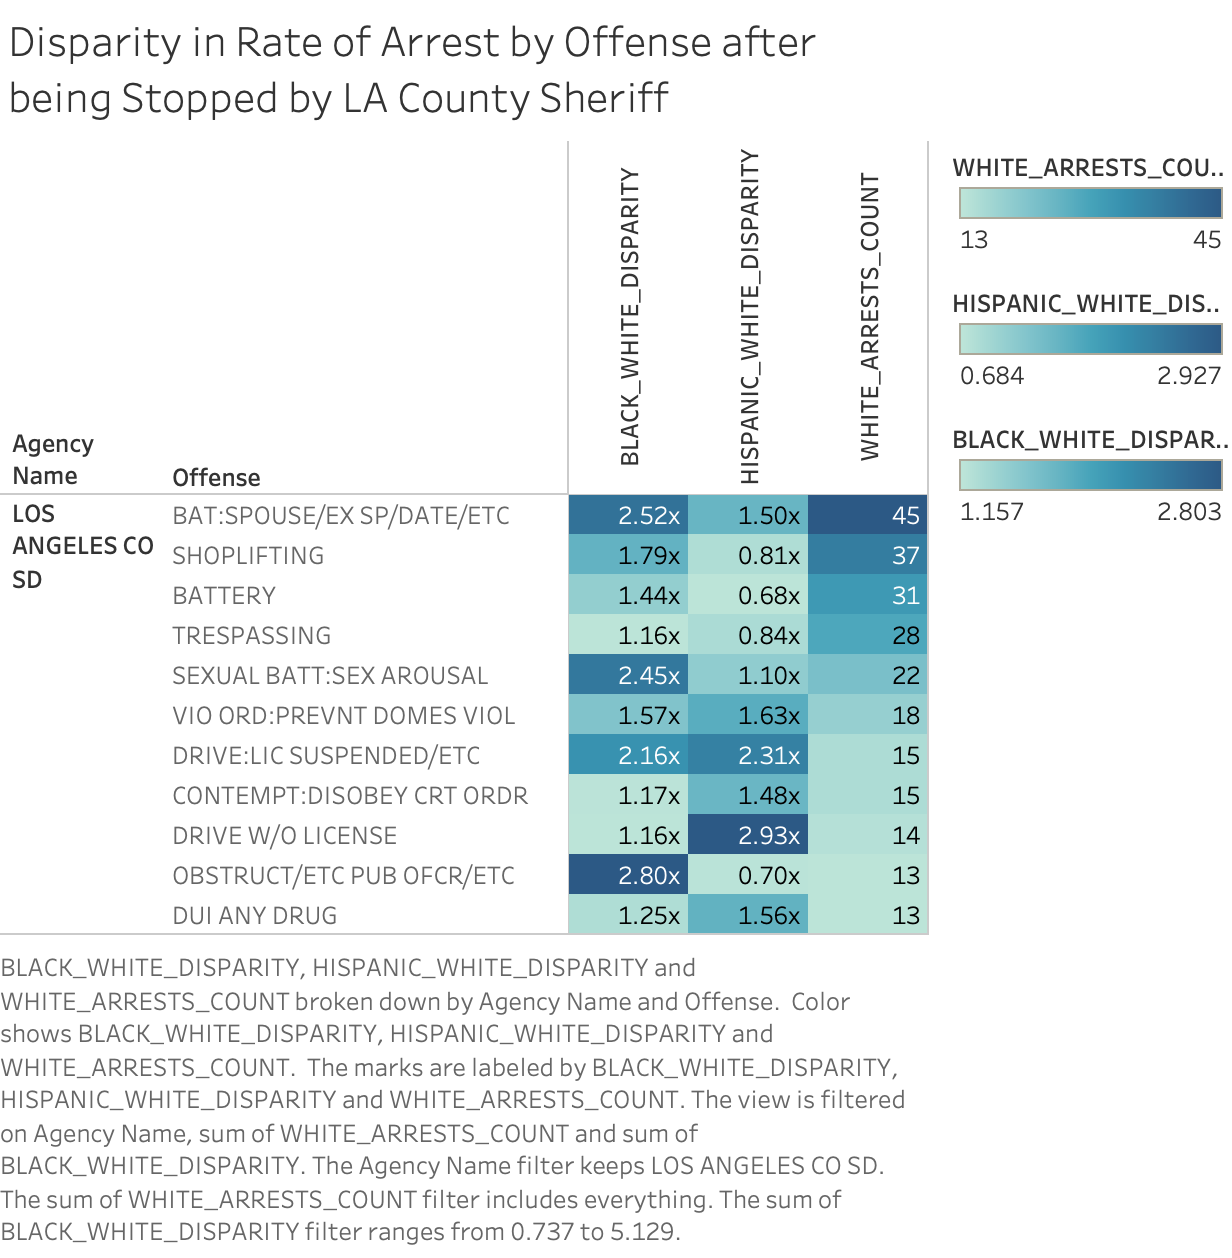 Disparity in Rate of Arrest by Offense after
being Stopped by LA County Sheriff
BLACK_WHITE_DISPARITY
HISPANIC_WHITE_DISPARITY
WHITE_ARRESTS_COUNT
Agency
Name
Offense
LOS
ANGELES CO
SD
BAT:SPOUSE/EX SP/DATE/ETC 2.52x 1.50x 45
SHOPLIFTING 1.79x 0.81x 37
BATTERY 1.44x 0.68x 31
TRESPASSING 1.16x 0.84x 28
SEXUAL BATT:SEX AROUSAL 2.45x 1.10x 22
VIO ORD:PREVNT DOMES VIOL 1.57x 1.63x 18
DRIVE:LIC SUSPENDED/ETC 2.16x 2.31x 15
CONTEMPT:DISOBEY CRT ORDR 1.17x 1.48x 15
DRIVE W/O LICENSE 1.16x 2.93x 14
OBSTRUCT/ETC PUB OFCR/ETC 2.80x 0.70x 13
DUI ANY DRUG 1.25x 1.56x 13
WHITE_ARRESTS_COU..
13 45
HISPANIC_WHITE_DIS..
0.684 2.927
BLACK_WHITE_DISPAR..
1.157 2.803
BLACK_WHITE_DISPARITY, HISPANIC_WHITE_DISPARITY and
WHITE_ARRESTS_COUNT broken down by Agency Name and Offense.  Color
shows BLACK_WHITE_DISPARITY, HISPANIC_WHITE_DISPARITY and
WHITE_ARRESTS_COUNT.  The marks are labeled by BLACK_WHITE_DISPARITY,
HISPANIC_WHITE_DISPARITY and WHITE_ARRESTS_COUNT. The view is filtered
on Agency Name, sum of WHITE_ARRESTS_COUNT and sum of
BLACK_WHITE_DISPARITY. The Agency Name filter keeps LOS ANGELES CO SD.
The sum of WHITE_ARRESTS_COUNT filter includes everything. The sum of
BLACK_WHITE_DISPARITY filter ranges from 0.737 to 5.129.